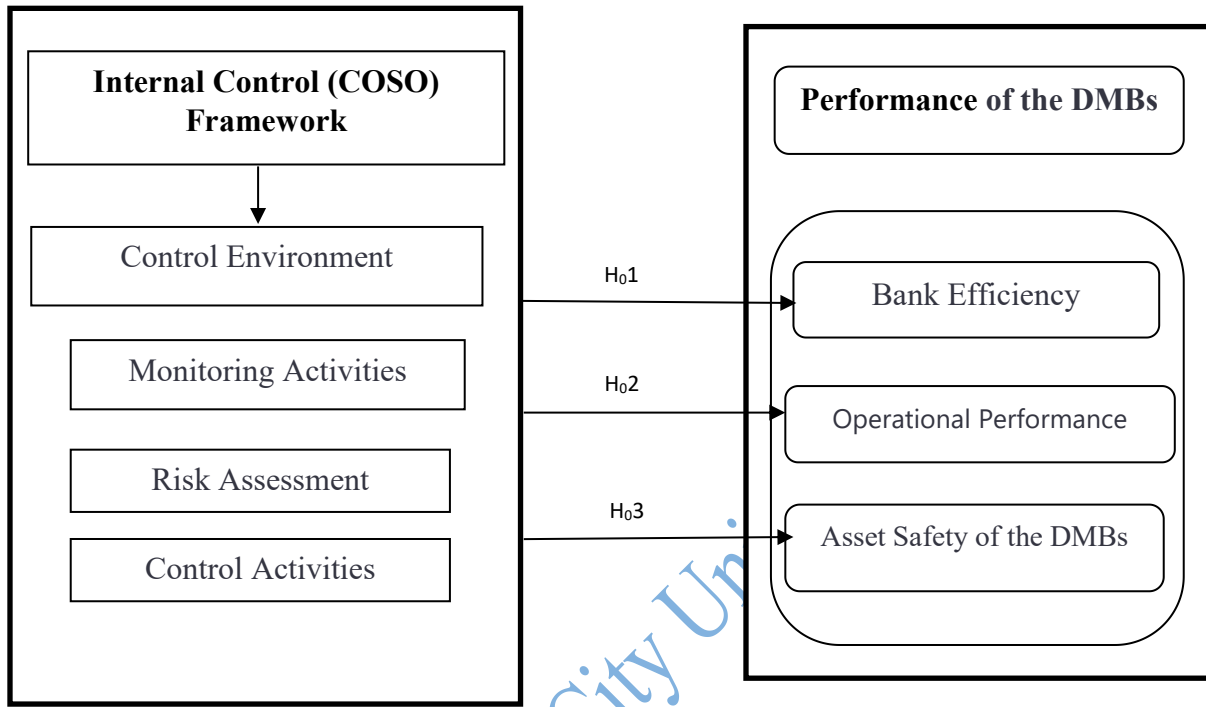 Internal Control (COSO)
Framework
Control Environment
Monitoring Activities
Risk Assessment
Control Activities
H₀1
H₀2
H₀3
Performance of the DMBs
Bank Efficiency
Operational Performance
Asset Safety of the DMBs
City